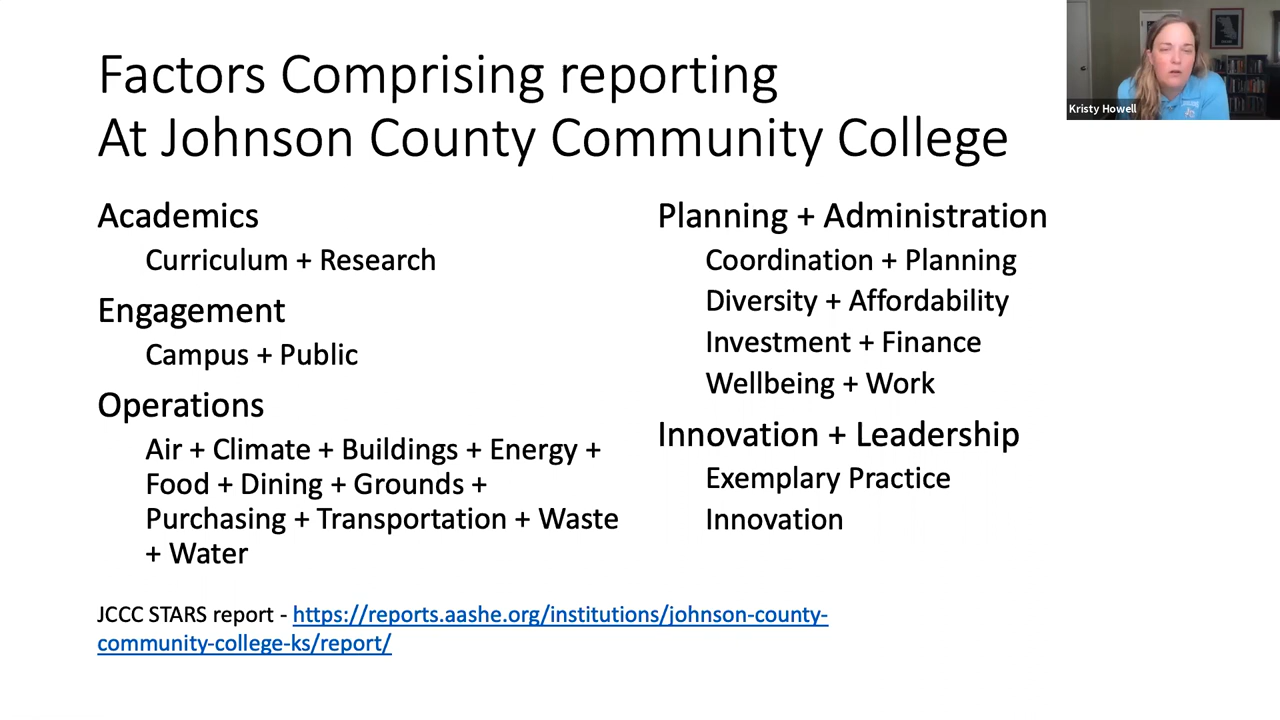 Factors Comprising reporting
At Johnson County Community College
Academics
Curriculum + Research
Engagement
Campus + Public
Operations
Air + Climate + Buildings + Energy +
Food + Dining + Grounds +
Purchasing + Transportation + Waste
+ Water
Planning + Administration
Coordination + Planning
Diversity + Affordability
Investment + Finance
Wellbeing + Work
Innovation + Leadership
Exemplary Practice
Innovation
JCCC STARS report - https://reports.aashe.org/institutions/johnson-county-
community-college-ks/report/
Kristy Howell